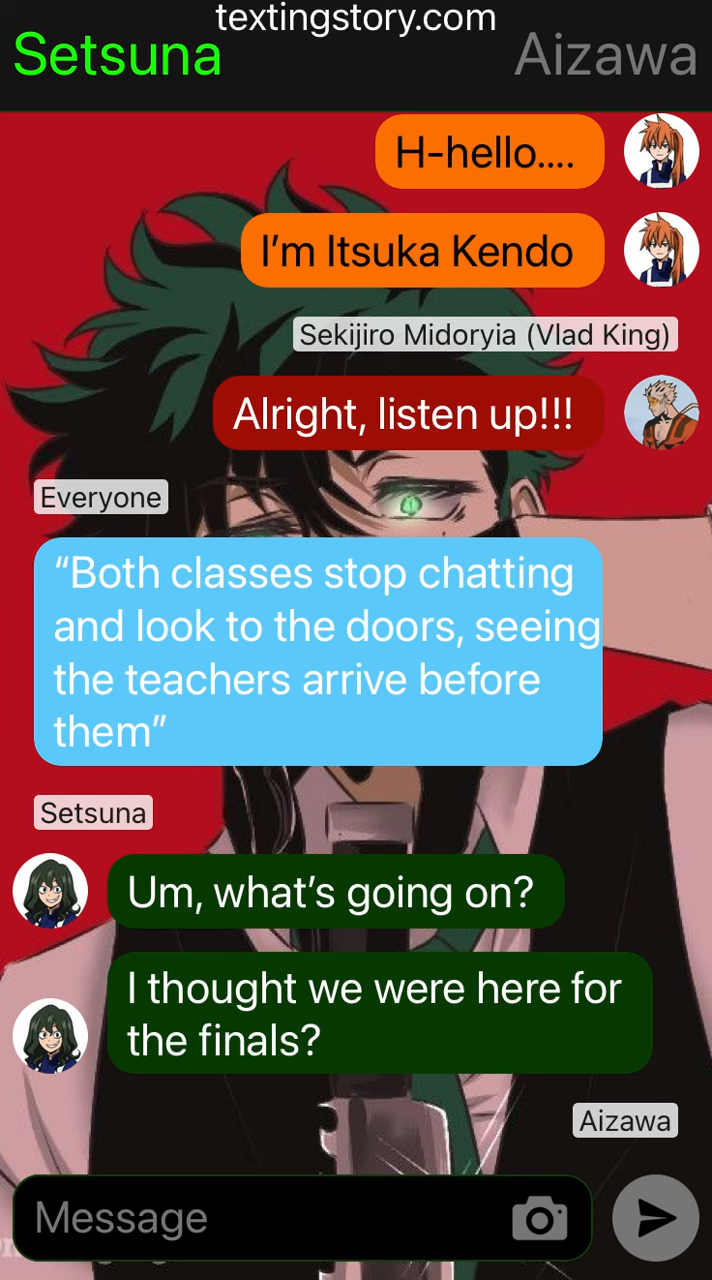 textingstory.com
Setsuna
Aizawa
H-hello....
I’m Itsuka Kendo
Sekijiro Midoryia (Vlad King)
Alright, listen up!!!
Everyone
“Both classes stop chatting
and look to the doors, seeing
the teachers arrive before
them”
Setsuna
Um, what’s going on?
I thought we were here for
the finals?
Aizawa
Message